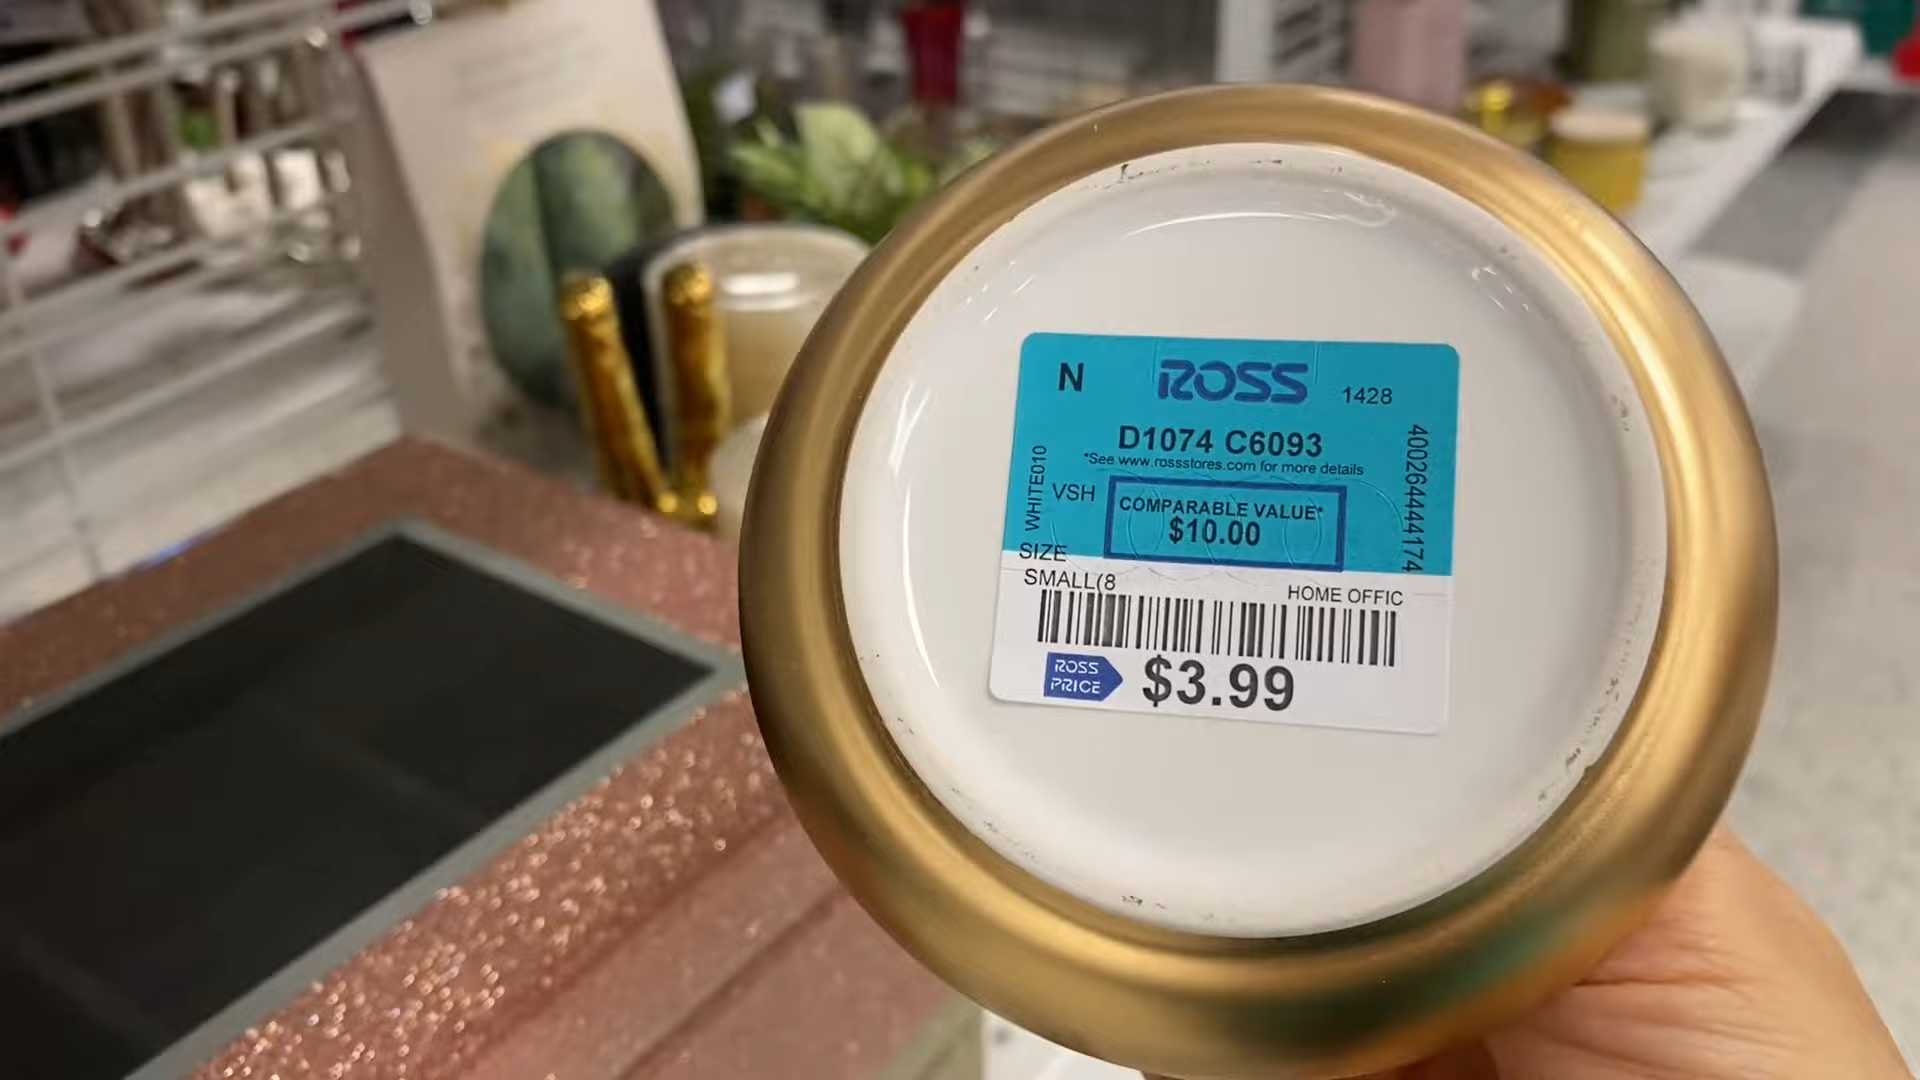 N ROSS 1428
D1074 C6093
*See www.rossstores.com for more details
WHITE010
VSH
COMPARABLE VALUE*
$10.00
400264444174
SIZE
SMALL(8
HOME OFFIC
ROSS
PRICE
$3.99